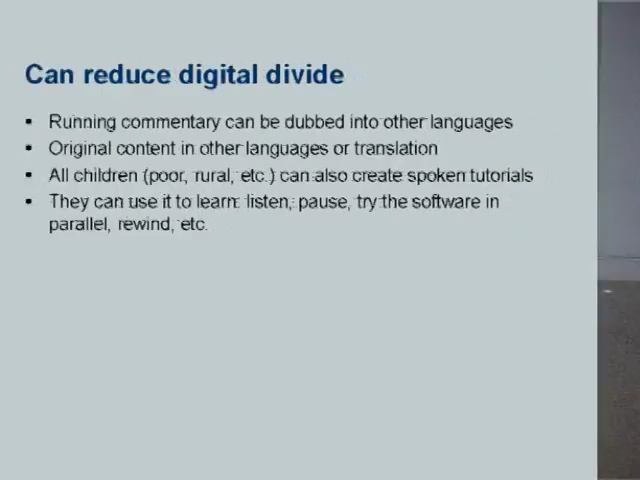 Can reduce digital divide
▪ Running commentary can be dubbed into other languages
▪ Original content in other languages or translation
▪ All children (poor, rural, etc.) can also create spoken tutorials
▪ They can use it to learn: listen, pause, try the software in
parallel, rewind, etc.